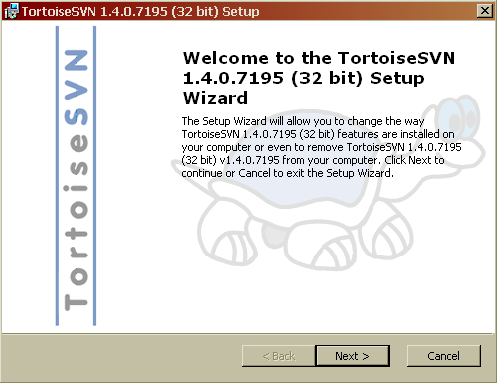 TortoiseSVN 1.4.0.7195 (32 bit) Setup
TortoiseSVN
Welcome to the TortoiseSVN
1.4.0.7195 (32 bit) Setup
Wizard
The Setup Wizard will allow you to change the way
TortoiseSVN 1.4.0.7195 (32 bit) features are installed on
your computer or even to remove TortoiseSVN 1.4.0.7195
(32 bit) v1.4.0.7195 from your computer. Click Next to
continue or Cancel to exit the Setup Wizard.
< Back
Next >
Cancel